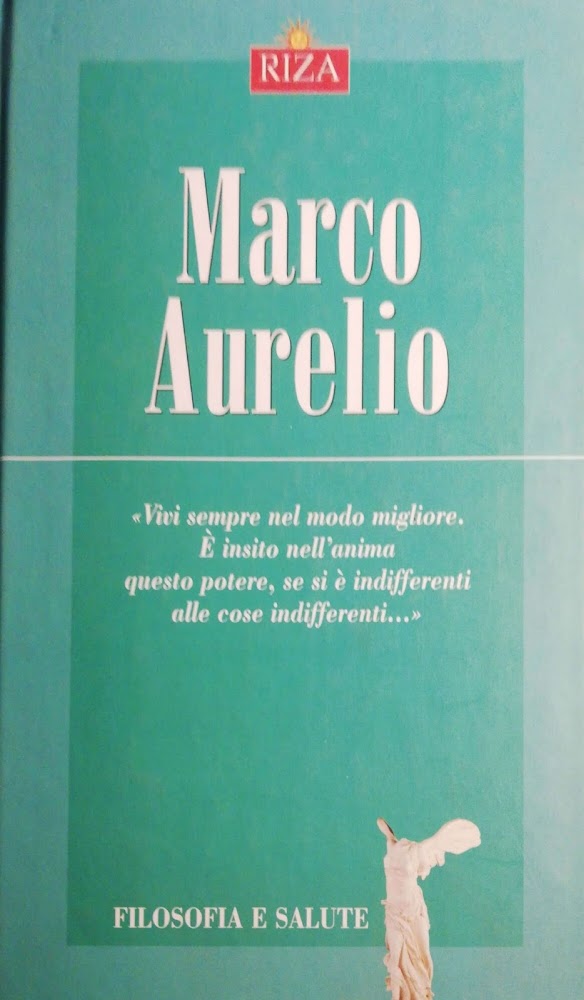 RIZA
Marco
Aurelio
«Vivi sempre nel modo migliore.
È insito nell'anima
questo potere, se si è indifferenti
alle cose indifferenti...»
FILOSOFIA E SALUTE